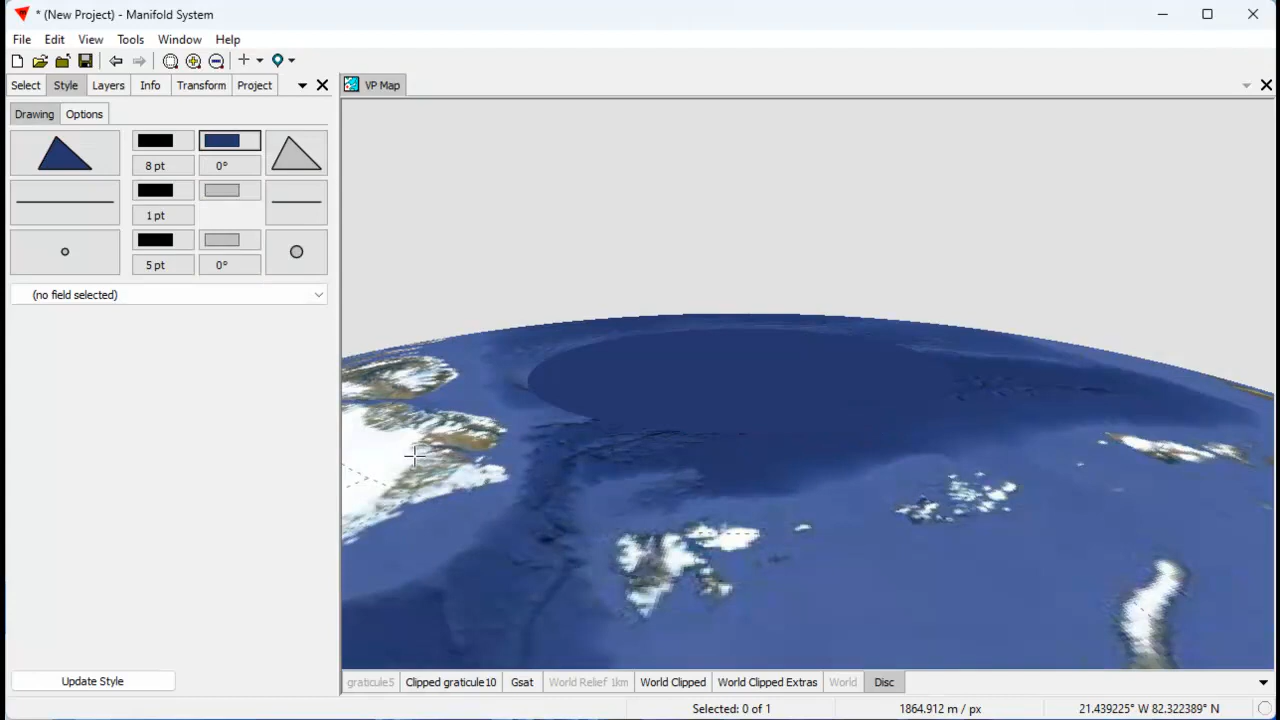 * (New Project) - Manifold System
File Edit View Tools Window Help
Select Style Layers Info Transform Project
VP Map
Drawing Options
8 pt 0°
1 pt
5 pt 0°
(no field selected)
Update Style
graticule5 Clipped graticule10 Gsat World Relief 1km World Clipped World Clipped Extras World Disc
Selected: 0 of 1 1864.912 m / px 21.439225° W 82.322389° N